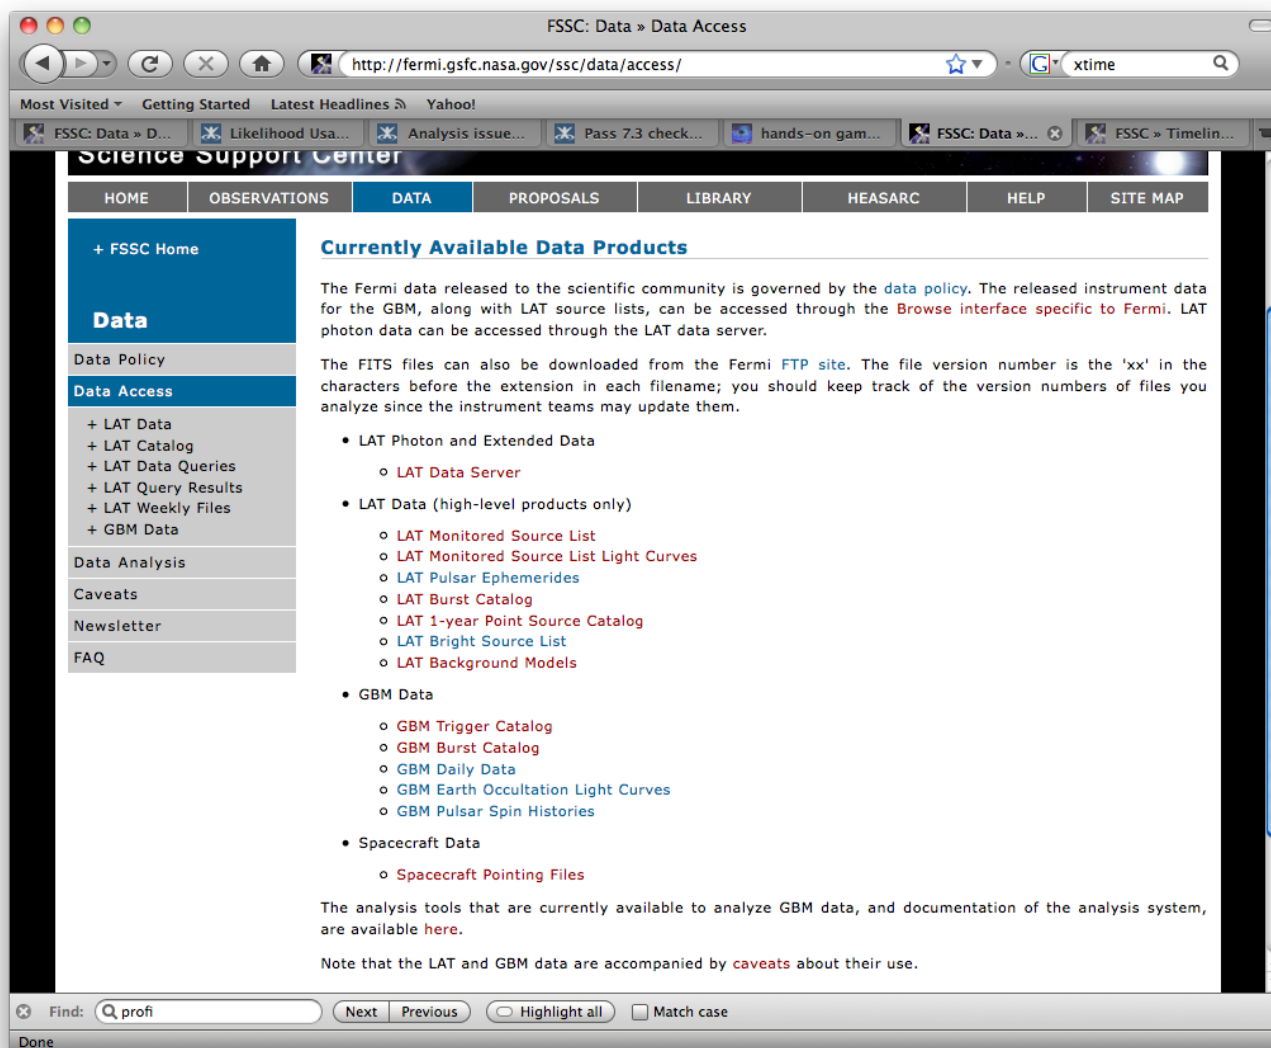 FSSC: Data » Data Access
http://fermi.gsfc.nasa.gov/ssc/data/access/
xtime
Most Visited Getting Started Latest Headlines Yahoo!
FSSC: Data » D... Likelihood Usa... Analysis issue... Pass 7.3 check... hands-on gam... FSSC: Data »... FSSC » Timelin...
Science Support Center
HOME OBSERVATIONS DATA PROPOSALS LIBRARY HEASARC HELP SITE MAP
+ FSSC Home
Data
Data Policy
Data Access
+ LAT Data
+ LAT Catalog
+ LAT Data Queries
+ LAT Query Results
+ LAT Weekly Files
+ GBM Data
Data Analysis
Caveats
Newsletter
FAQ
Currently Available Data Products
The Fermi data released to the scientific community is governed by the data policy. The released instrument data
for the GBM, along with LAT source lists, can be accessed through the Browse interface specific to Fermi. LAT
photon data can be accessed through the LAT data server.
The FITS files can also be downloaded from the Fermi FTP site. The file version number is the 'xx' in the
characters before the extension in each filename; you should keep track of the version numbers of files you
analyze since the instrument teams may update them.
• LAT Photon and Extended Data
LAT Data Server
• LAT Data (high-level products only)
LAT Monitored Source List
LAT Monitored Source List Light Curves
LAT Pulsar Ephemerides
LAT Burst Catalog
LAT 1-year Point Source Catalog
LAT Bright Source List
LAT Background Models
• GBM Data
GBM Trigger Catalog
GBM Burst Catalog
GBM Daily Data
GBM Earth Occultation Light Curves
GBM Pulsar Spin Histories
• Spacecraft Data
Spacecraft Pointing Files
The analysis tools that are currently available to analyze GBM data, and documentation of the analysis system,
are available here.
Note that the LAT and GBM data are accompanied by caveats about their use.
Find: profi Next Previous Highlight all Match case
Done